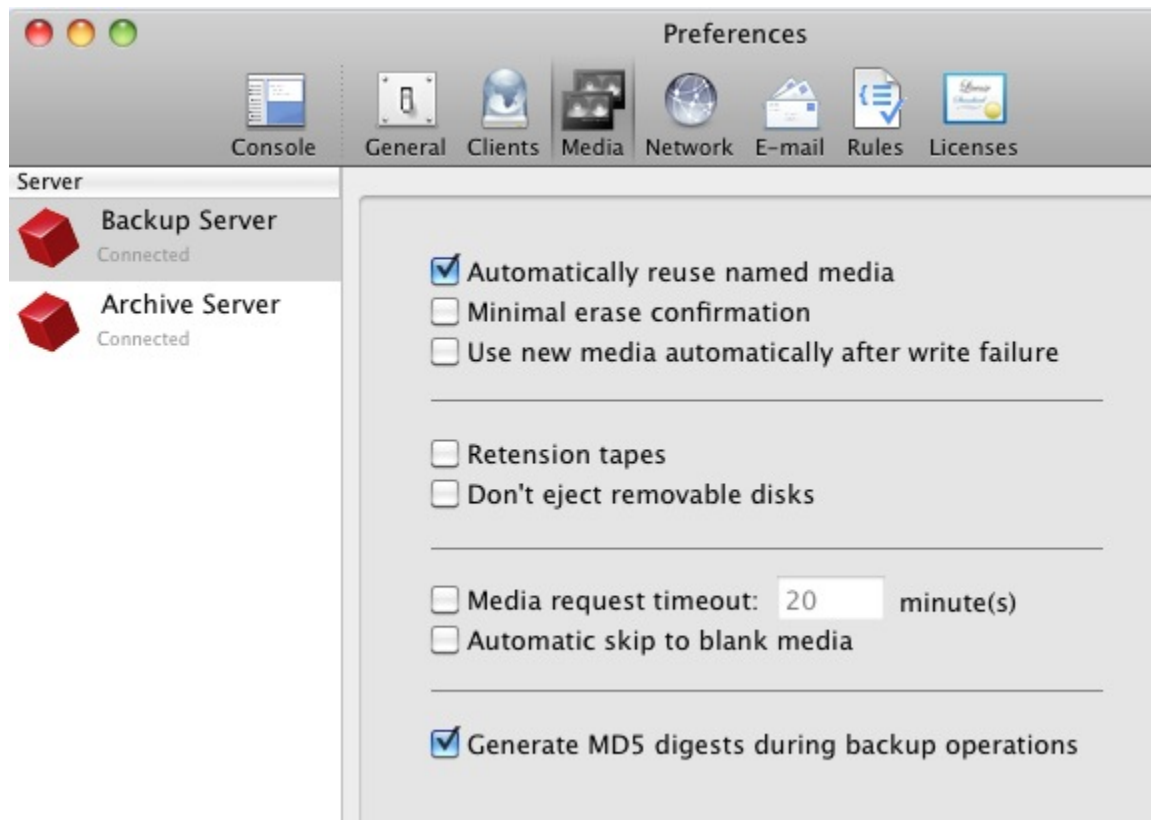 Preferences
Console
General Clients Media Network E-mail Rules Licenses
Server
Backup Server
Connected
Archive Server
Connected
Automatically reuse named media
Minimal erase confirmation
Use new media automatically after write failure
Retension tapes
Don't eject removable disks
Media request timeout: 20 minute(s)
Automatic skip to blank media
Generate MD5 digests during backup operations